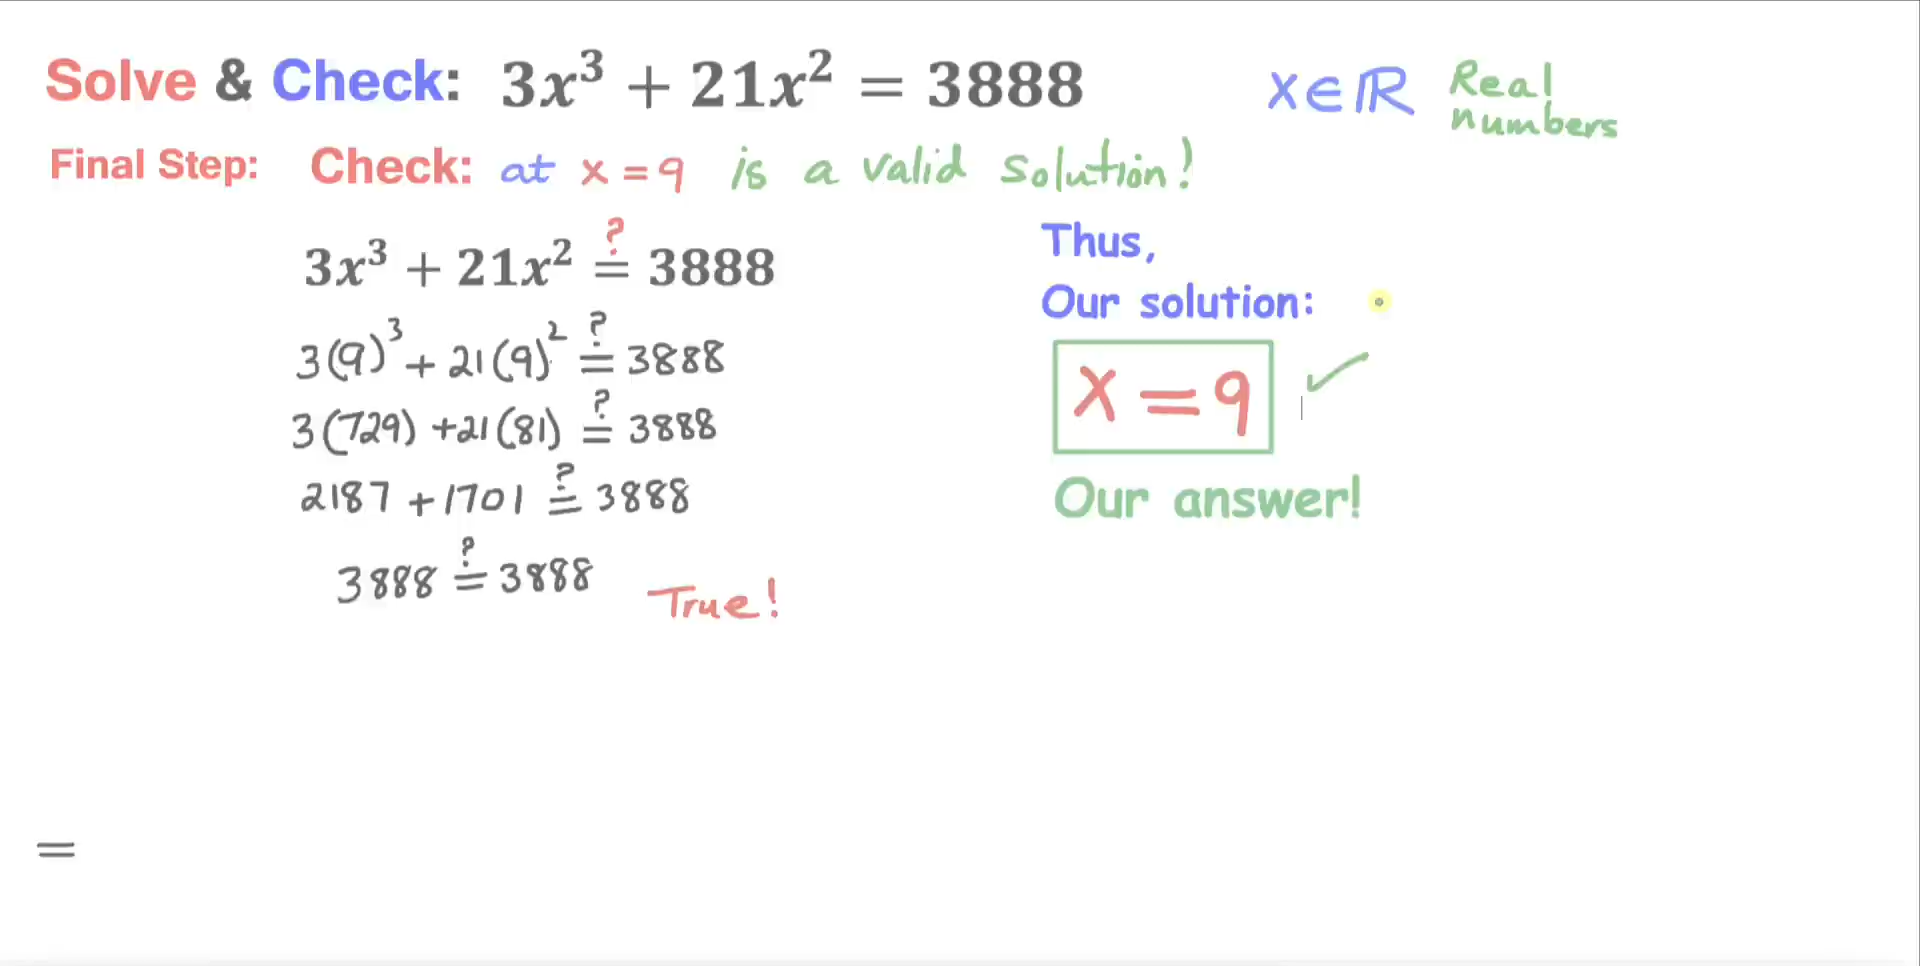 Solve & Check: 3x³ + 21x² = 3888 x∈ℝ Real numbers
Final Step: Check: at x = 9 is a valid solution!
3x³ + 21x² ≟ 3888
3(9)³ + 21(9)² ≟ 3888
3(729) + 21(81) ≟ 3888
2187 + 1701 ≟ 3888
3888 ≟ 3888 True!
Thus,
Our solution:
x = 9 ✓
Our answer!
=